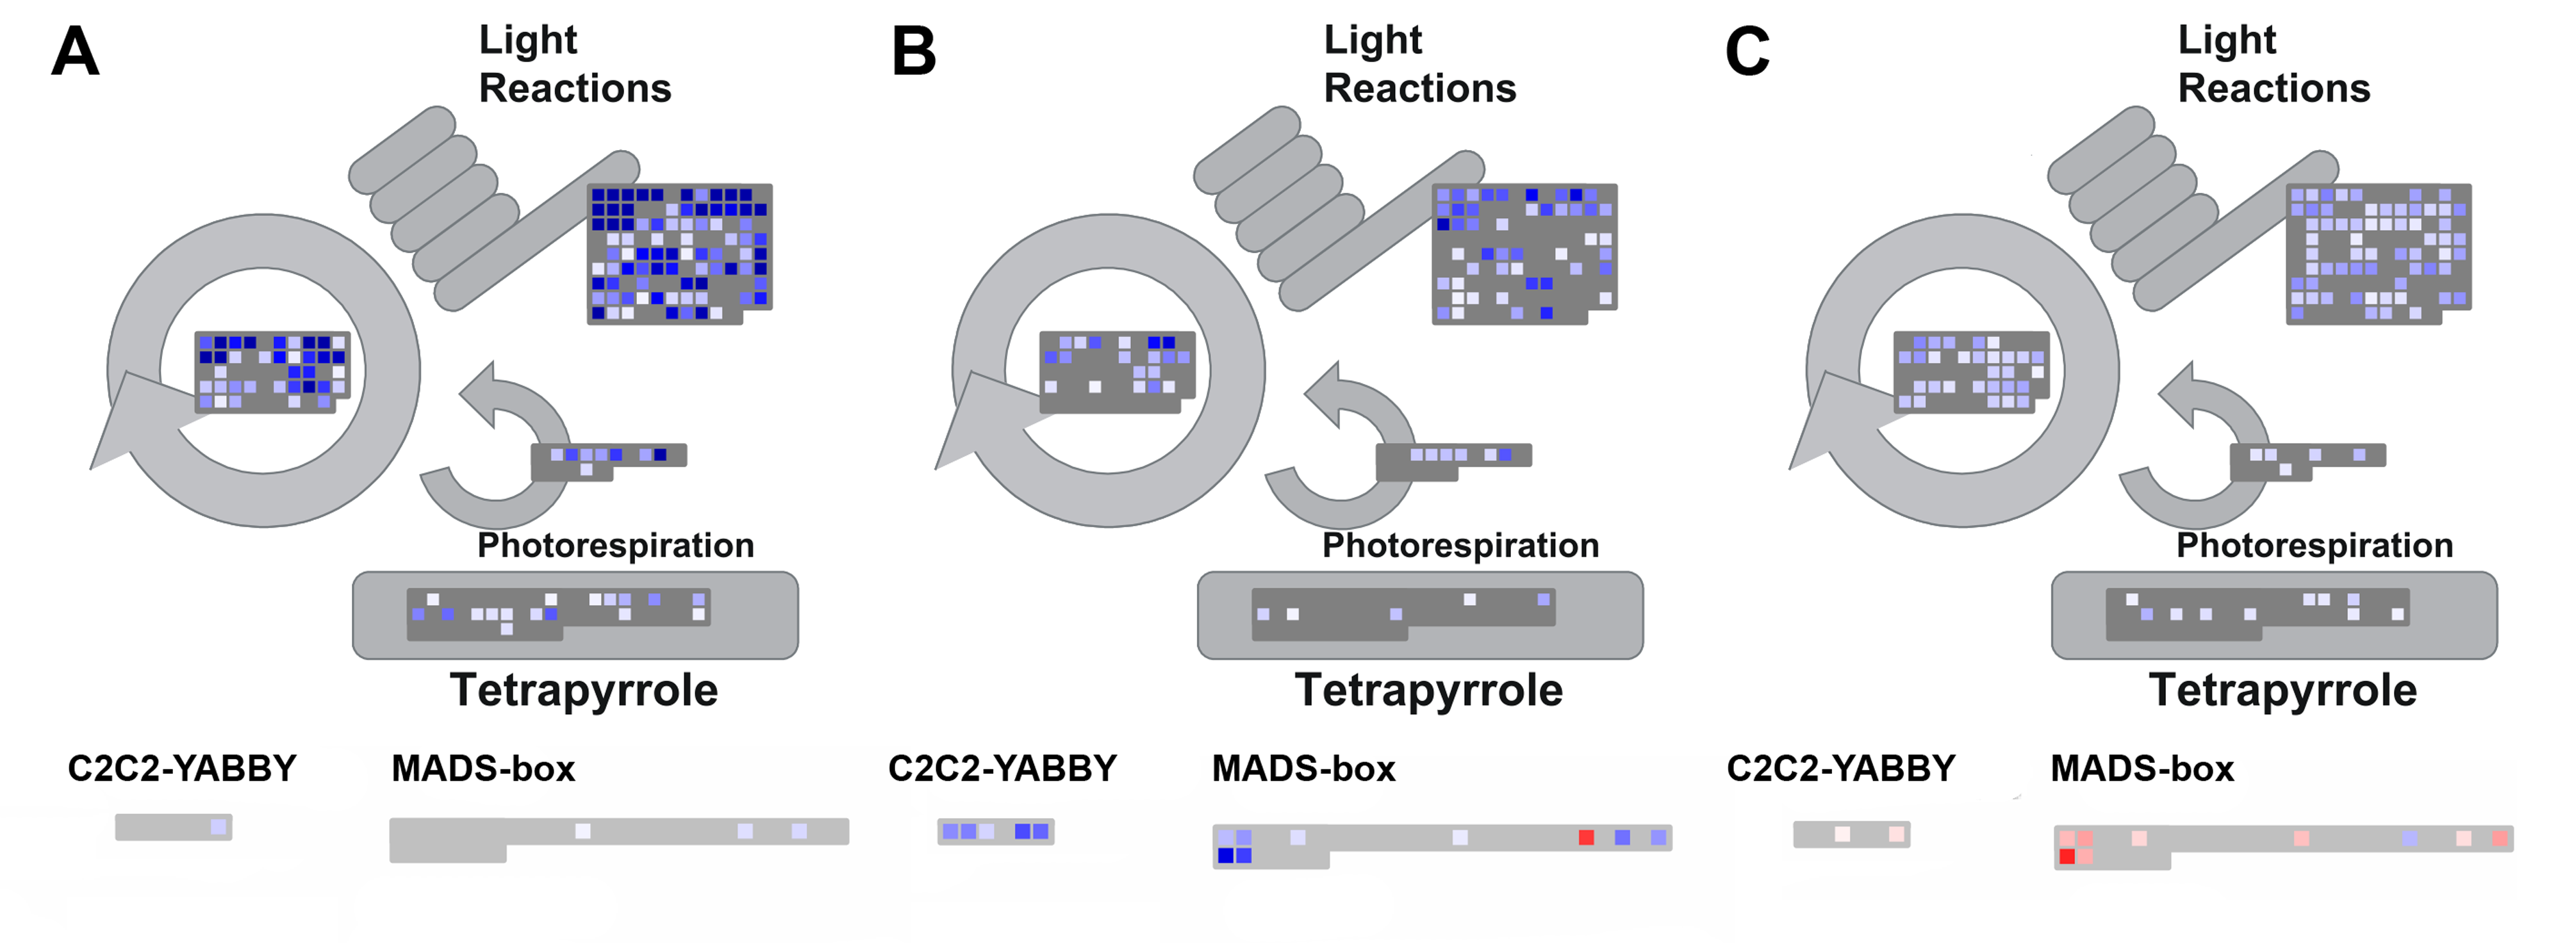 A
Light
Reactions
Photorespiration
Tetrapyrrole
C2C2-YABBY
MADS-box
B
Light
Reactions
Photorespiration
Tetrapyrrole
C2C2-YABBY
MADS-box
C
Light
Reactions
Photorespiration
Tetrapyrrole
C2C2-YABBY
MADS-box